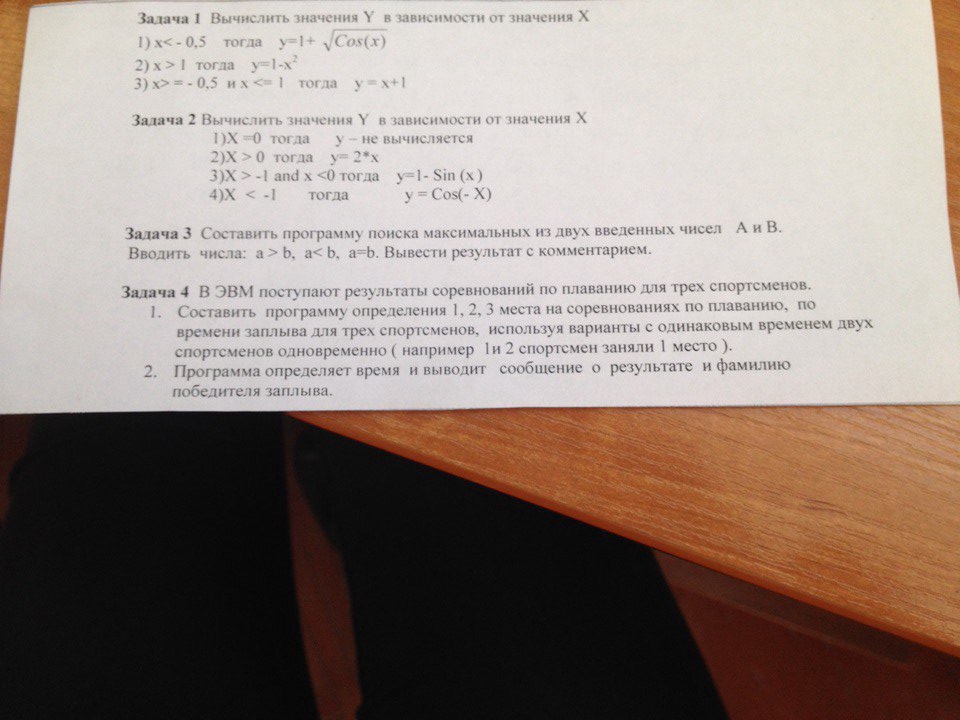 Задача 1 Вычислить значения Y в зависимости от значения X
1) x< - 0,5 тогда y=1+ √Cos(x)
2) x > 1 тогда y=1-x²
3) x> = - 0,5 и x <= 1 тогда y = x+1
Задача 2 Вычислить значения Y в зависимости от значения X
1)X =0 тогда y – не вычисляется
2)X > 0 тогда y= 2*x
3)X > -1 and x <0 тогда y=1- Sin (x )
4)X < -1 тогда y = Cos(- X)
Задача 3 Составить программу поиска максимальных из двух введенных чисел А и В.
Вводить числа: a > b, a< b, a=b. Вывести результат с комментарием.
Задача 4 В ЭВМ поступают результаты соревнований по плаванию для трех спортсменов.
1. Составить программу определения 1, 2, 3 места на соревнованиях по плаванию, по
времени заплыва для трех спортсменов, используя варианты с одинаковым временем двух
спортсменов одновременно ( например 1и 2 спортсмен заняли 1 место ).
2. Программа определяет время и выводит сообщение о результате и фамилию
победителя заплыва.